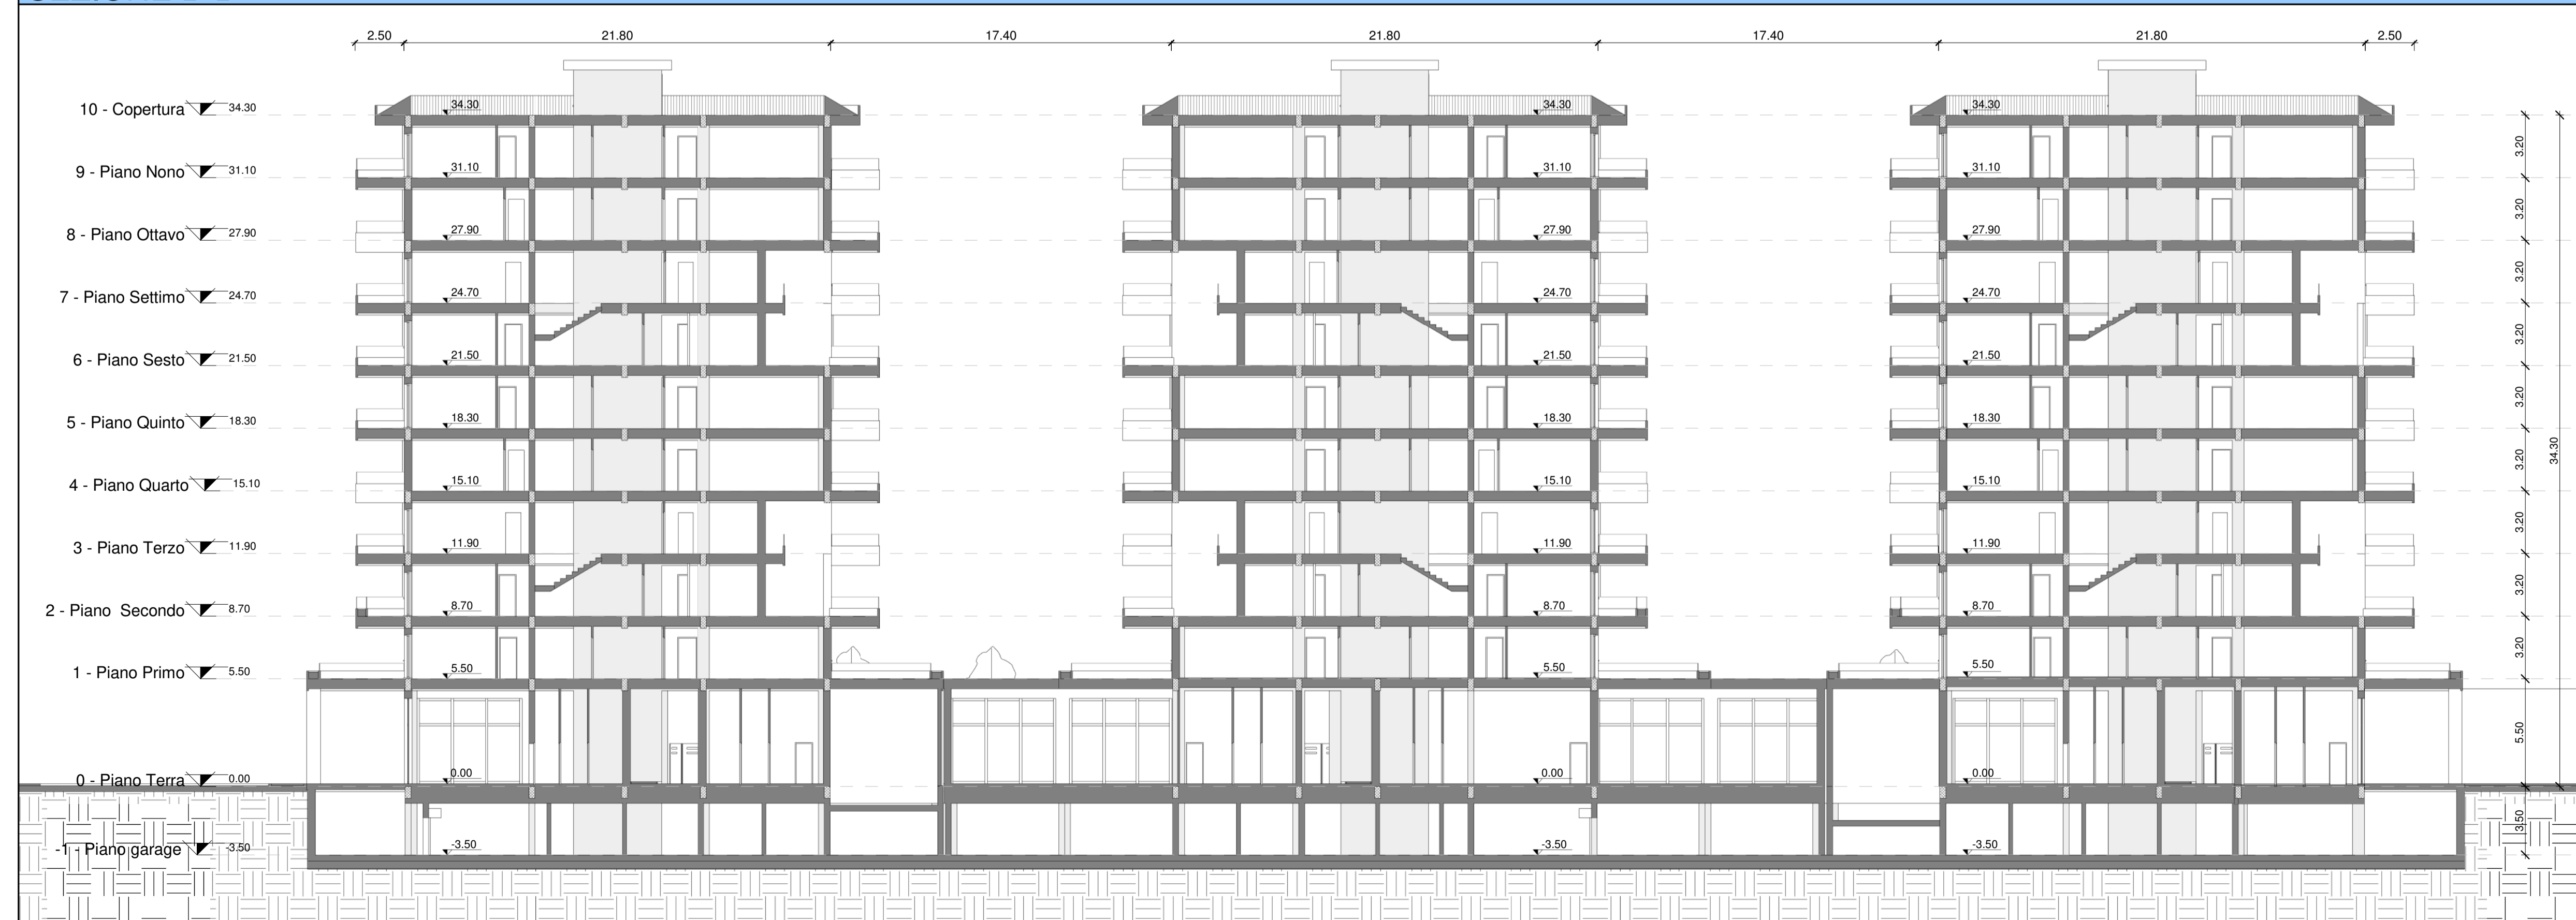 2.50 21.80 17.40 21.80 17.40 21.80 2.50
10 - Copertura 34.30 34.30 34.30 34.30
3.20
9 - Piano Nono 31.10 31.10 31.10 31.10
3.20
8 - Piano Ottavo 27.90 27.90 27.90 27.90
3.20
7 - Piano Settimo 24.70 24.70 24.70 24.70
3.20
6 - Piano Sesto 21.50 21.50 21.50 21.50
3.20
5 - Piano Quinto 18.30 18.30 18.30 18.30
3.20 34.30
4 - Piano Quarto 15.10 15.10 15.10 15.10
3.20
3 - Piano Terzo 11.90 11.90 11.90 11.90
3.20
2 - Piano Secondo 8.70 8.70 8.70 8.70
3.20
1 - Piano Primo 5.50 5.50 5.50 5.50
5.50
0 - Piano Terra 0.00 0.00 0.00 0.00
3.50
-1 - Piano garage -3.50 -3.50 -3.50 -3.50